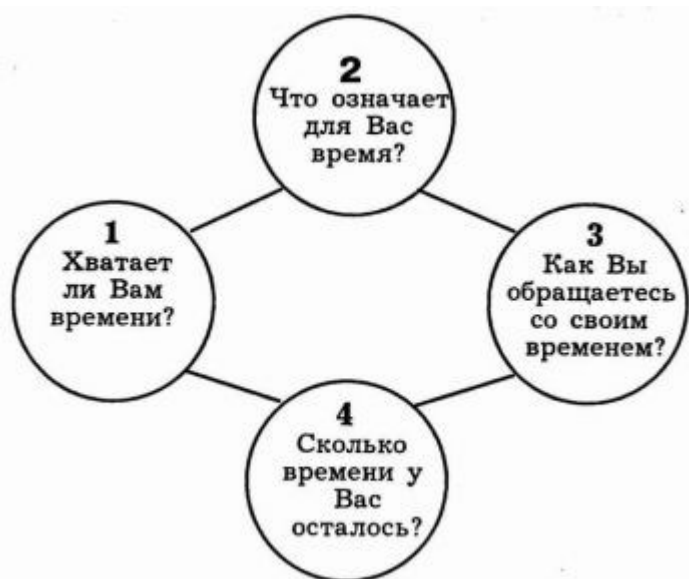 1
Хватает
ли Вам
времени?
2
Что означает
для Вас
время?
3
Как Вы
обращаетесь
со своим
временем?
4
Сколько
времени у
Вас
осталось?